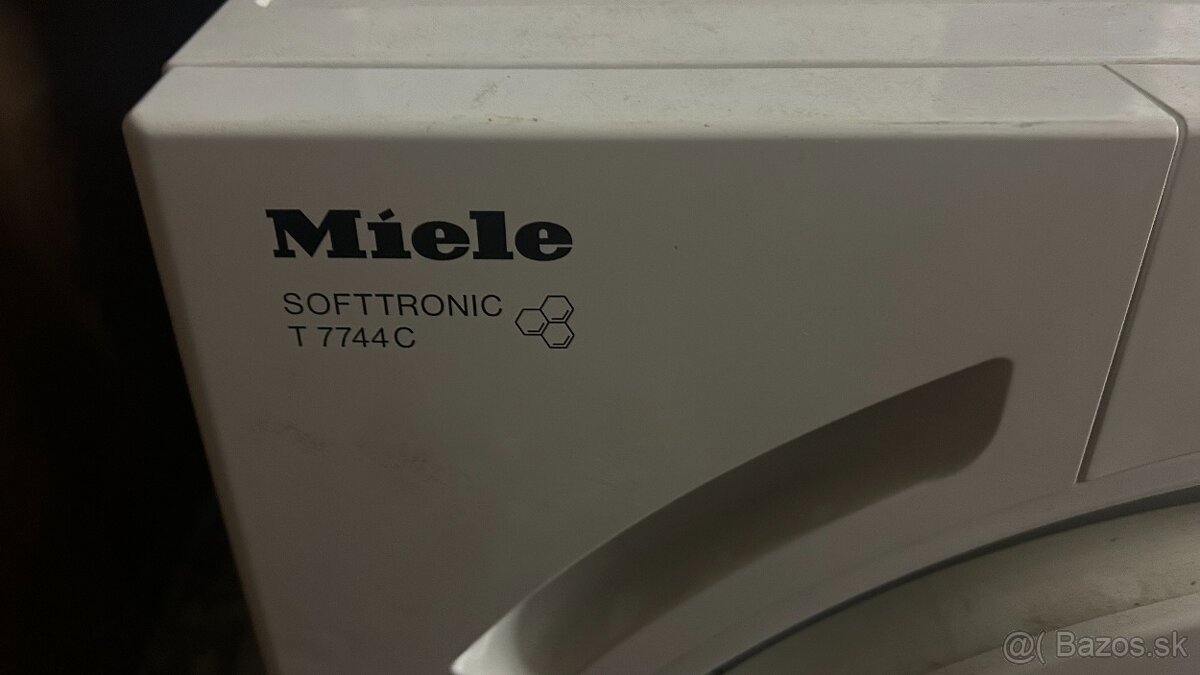 Miele
SOFTTRONIC
T 7744 C
@( Bazos.sk